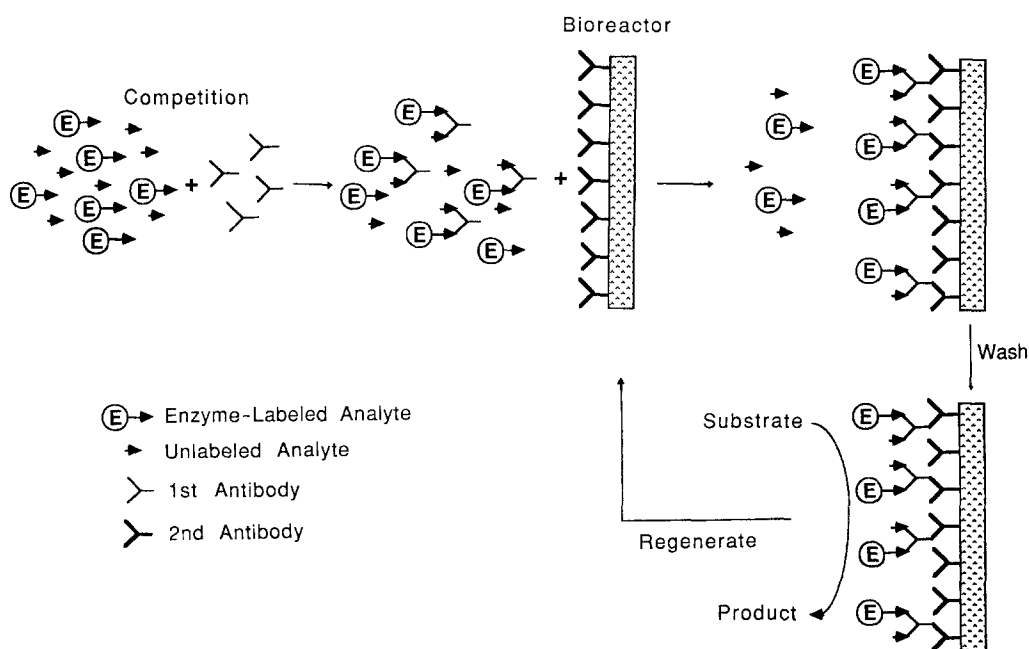 Bioreactor
Competition
E
E
E
E
E
E
+
E
E
E
E
E
E
+
E
E
E
E
E
E
Wash
E Enzyme-Labeled Analyte
Unlabeled Analyte
1st Antibody
2nd Antibody
Substrate
Regenerate
Product
E
E
E
E